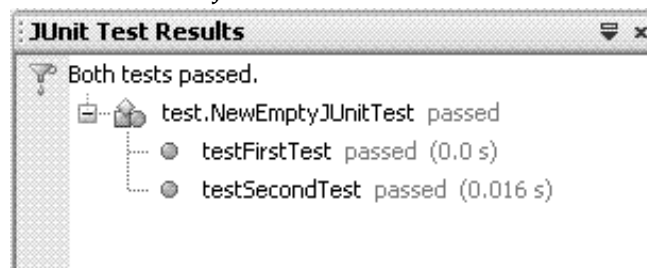 JUnit Test Results
Both tests passed.
test.NewEmptyJUnitTest passed
testFirstTest passed (0.0 s)
testSecondTest passed (0.016 s)